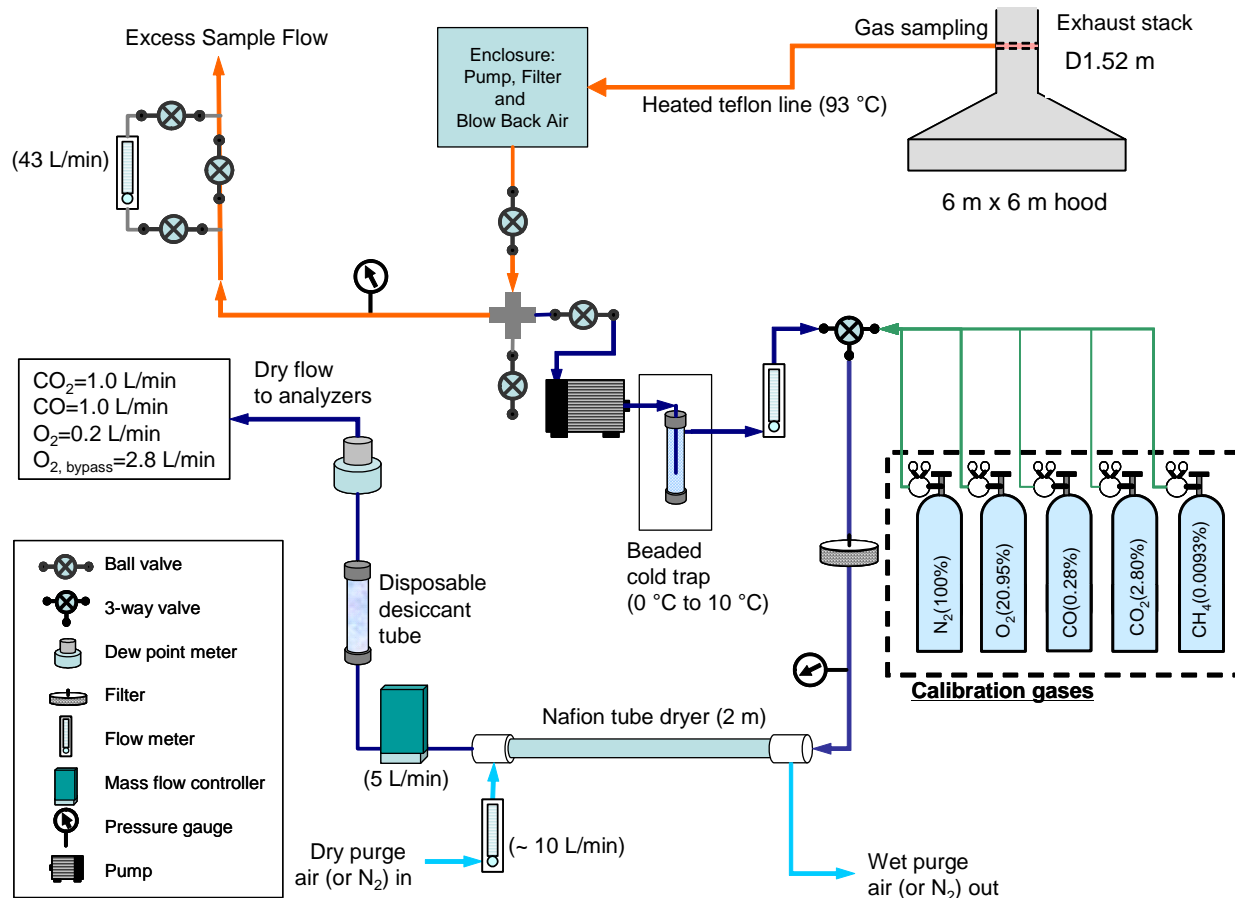 Excess Sample Flow
(43 L/min)
Enclosure:
Pump, Filter
and
Blow Back Air
Gas sampling
Heated teflon line (93 °C)
Exhaust stack
D1.52 m
6 m x 6 m hood
CO₂=1.0 L/min
CO=1.0 L/min
O₂=0.2 L/min
O₂, bypass=2.8 L/min
Dry flow
to analyzers
Beaded
cold trap
(0 °C to 10 °C)
N₂(100%)
O₂(20.95%)
CO(0.28%)
CO₂(2.80%)
CH₄(0.0093%)
Calibration gases
Disposable
desiccant
tube
Nafion tube dryer (2 m)
(5 L/min)
(~ 10 L/min)
Dry purge
air (or N₂) in
Wet purge
air (or N₂) out
Ball valve
3-way valve
Dew point meter
Filter
Flow meter
Mass flow controller
Pressure gauge
Pump